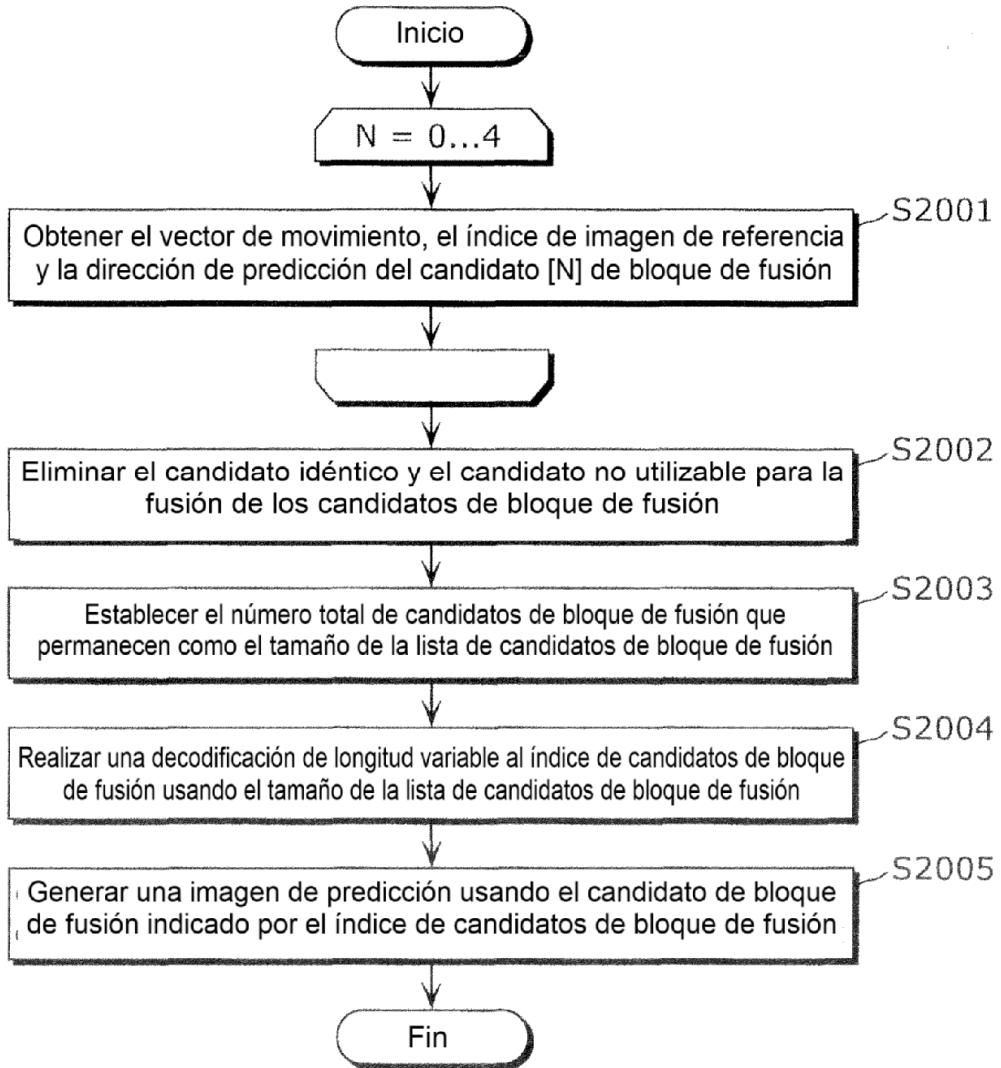 Inicio
N = 0...4
S2001
Obtener el vector de movimiento, el índice de imagen de referencia
y la dirección de predicción del candidato [N] de bloque de fusión
S2002
Eliminar el candidato idéntico y el candidato no utilizable para la
fusión de los candidatos de bloque de fusión
S2003
Establecer el número total de candidatos de bloque de fusión que
permanecen como el tamaño de la lista de candidatos de bloque de fusión
S2004
Realizar una decodificación de longitud variable al índice de candidatos de bloque
de fusión usando el tamaño de la lista de candidatos de bloque de fusión
S2005
Generar una imagen de predicción usando el candidato de bloque
de fusión indicado por el índice de candidatos de bloque de fusión
Fin